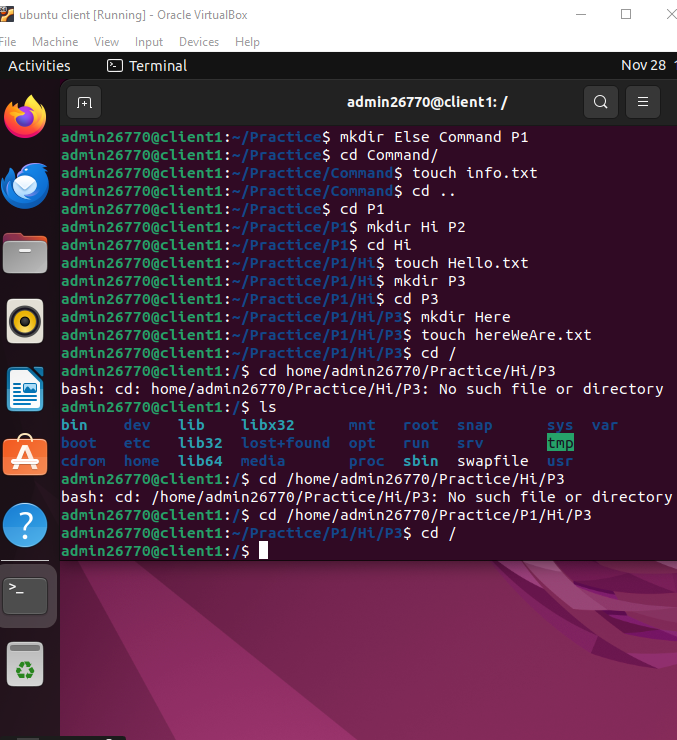 ubuntu client [Running] - Oracle VirtualBox
File Machine View Input Devices Help
Activities Terminal Nov 28
admin26770@client1: /
admin26770@client1:~/Practice$ mkdir Else Command P1
admin26770@client1:~/Practice$ cd Command/
admin26770@client1:~/Practice/Command$ touch info.txt
admin26770@client1:~/Practice/Command$ cd ..
admin26770@client1:~/Practice$ cd P1
admin26770@client1:~/Practice/P1$ mkdir Hi P2
admin26770@client1:~/Practice/P1$ cd Hi
admin26770@client1:~/Practice/P1/Hi$ touch Hello.txt
admin26770@client1:~/Practice/P1/Hi$ mkdir P3
admin26770@client1:~/Practice/P1/Hi$ cd P3
admin26770@client1:~/Practice/P1/Hi/P3$ mkdir Here
admin26770@client1:~/Practice/P1/Hi/P3$ touch hereWeAre.txt
admin26770@client1:~/Practice/P1/Hi/P3$ cd /
admin26770@client1:/$ cd home/admin26770/Practice/Hi/P3
bash: cd: home/admin26770/Practice/Hi/P3: No such file or directory
admin26770@client1:/$ ls
bin dev lib libx32 mnt root snap sys var
boot etc lib32 lost+found opt run srv tmp
cdrom home lib64 media proc sbin swapfile usr
admin26770@client1:/$ cd /home/admin26770/Practice/Hi/P3
bash: cd: /home/admin26770/Practice/Hi/P3: No such file or directory
admin26770@client1:/$ cd /home/admin26770/Practice/P1/Hi/P3
admin26770@client1:~/Practice/P1/Hi/P3$ cd /
admin26770@client1:/$